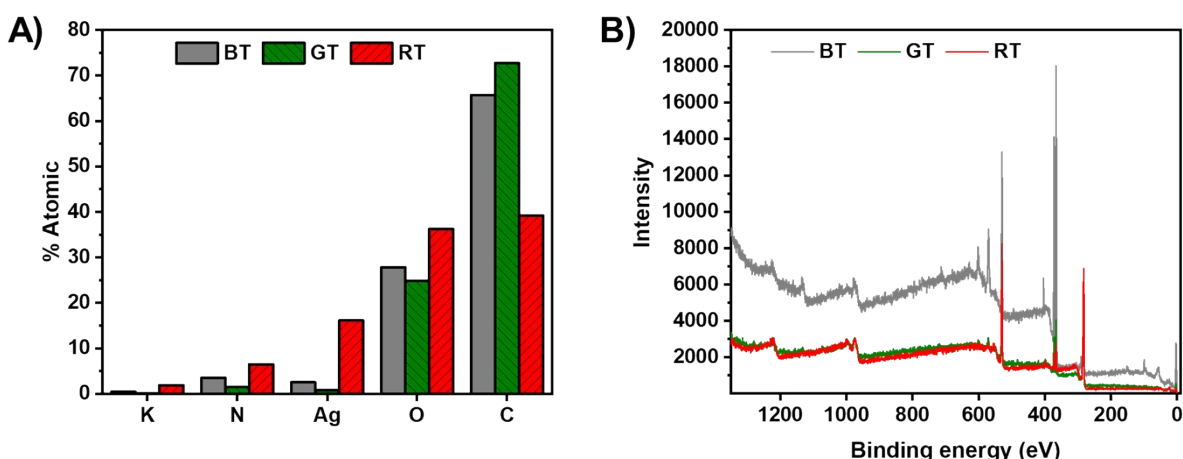 A)
80
70
60
50
40
30
20
10
0
% Atomic
BT GT RT
K N Ag O C
B)
20000
18000
16000
14000
12000
10000
8000
6000
4000
2000
Intensity
BT GT RT
1200 1000 800 600 400 200 0
Binding energy (eV)